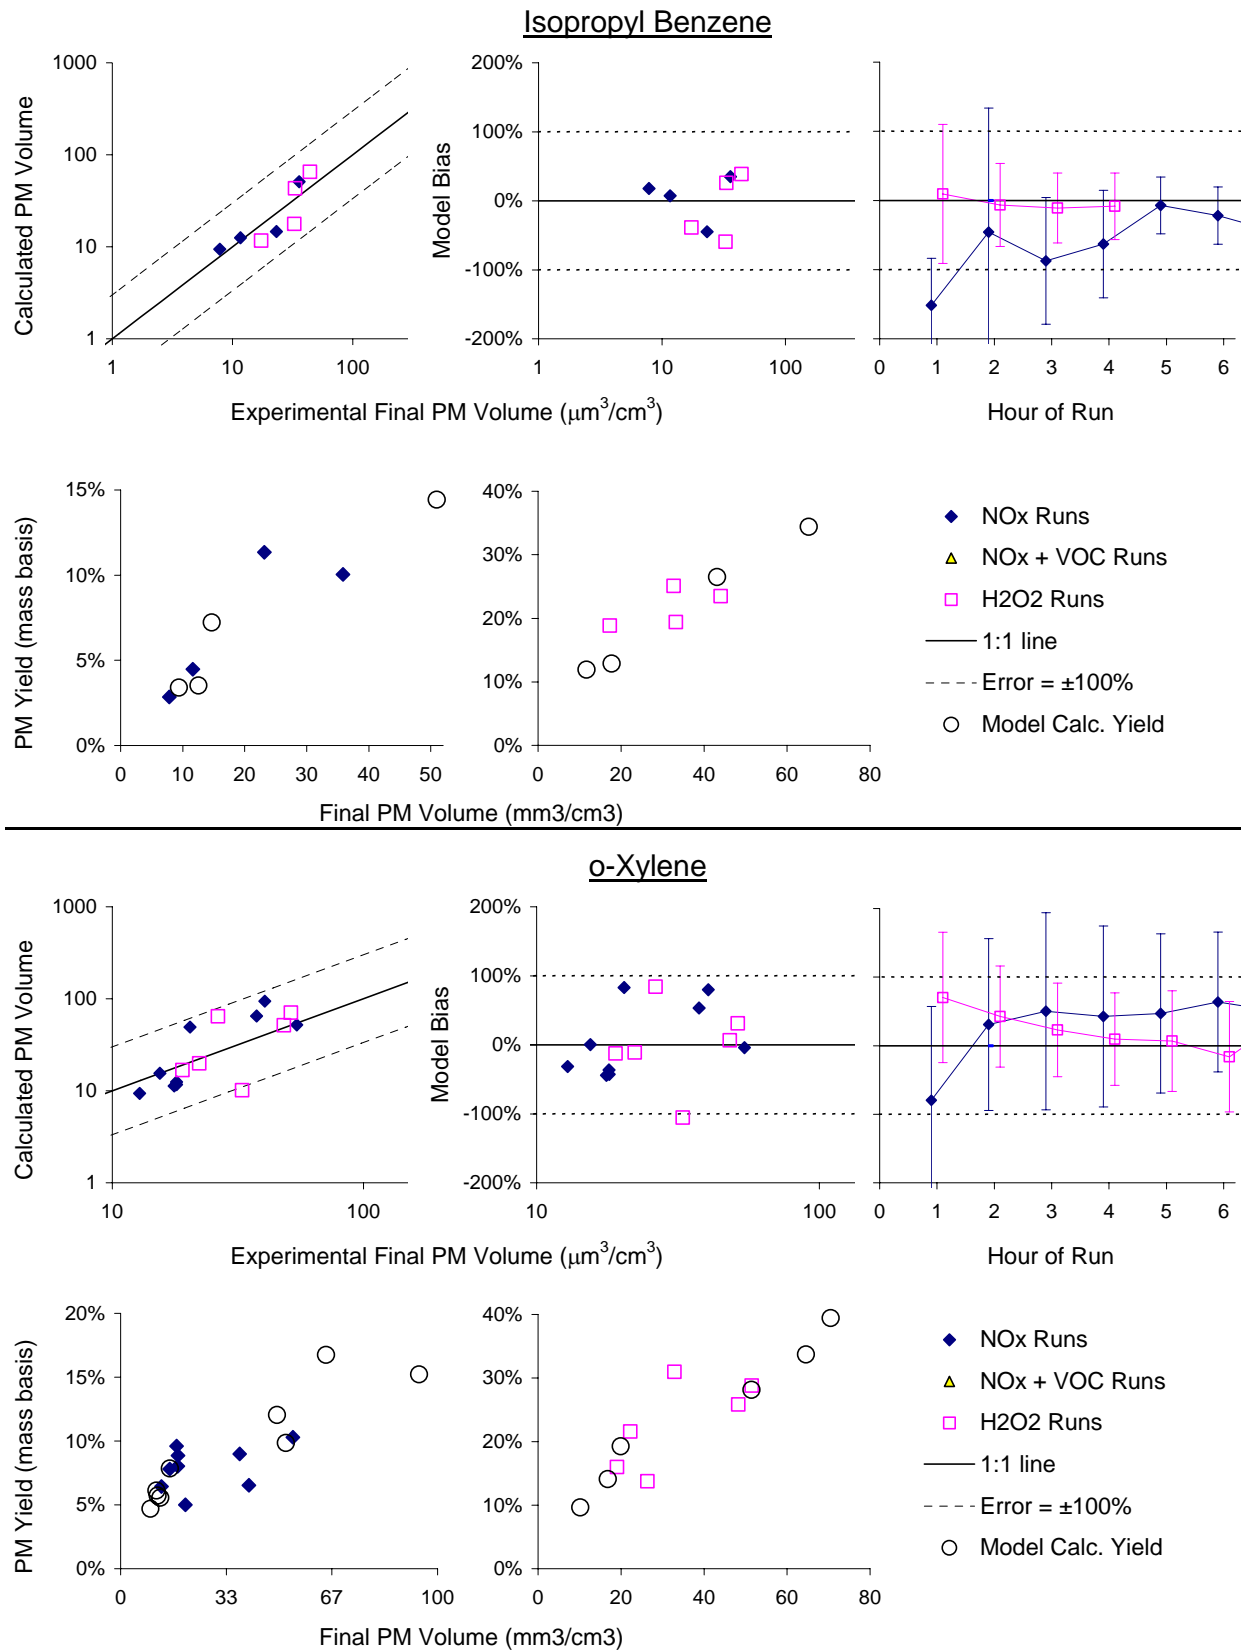 Isopropyl Benzene
Calculated PM Volume
1000
100
10
1
1 10 100
Model Bias
200%
100%
0%
-100%
-200%
1 10 100
0 1 2 3 4 5 6
Experimental Final PM Volume (μm3/cm3)
Hour of Run
PM Yield (mass basis)
15%
10%
5%
0%
0 10 20 30 40 50
40%
30%
20%
10%
0%
0 20 40 60 80
Final PM Volume (mm3/cm3)
NOx Runs
NOx + VOC Runs
H2O2 Runs
1:1 line
Error = ±100%
Model Calc. Yield
o-Xylene
Calculated PM Volume
1000
100
10
1
10 100
Model Bias
200%
100%
0%
-100%
-200%
10 100
0 1 2 3 4 5 6
Experimental Final PM Volume (μm3/cm3)
Hour of Run
PM Yield (mass basis)
20%
15%
10%
5%
0%
0 33 67 100
40%
30%
20%
10%
0%
0 20 40 60 80
Final PM Volume (mm3/cm3)
NOx Runs
NOx + VOC Runs
H2O2 Runs
1:1 line
Error = ±100%
Model Calc. Yield